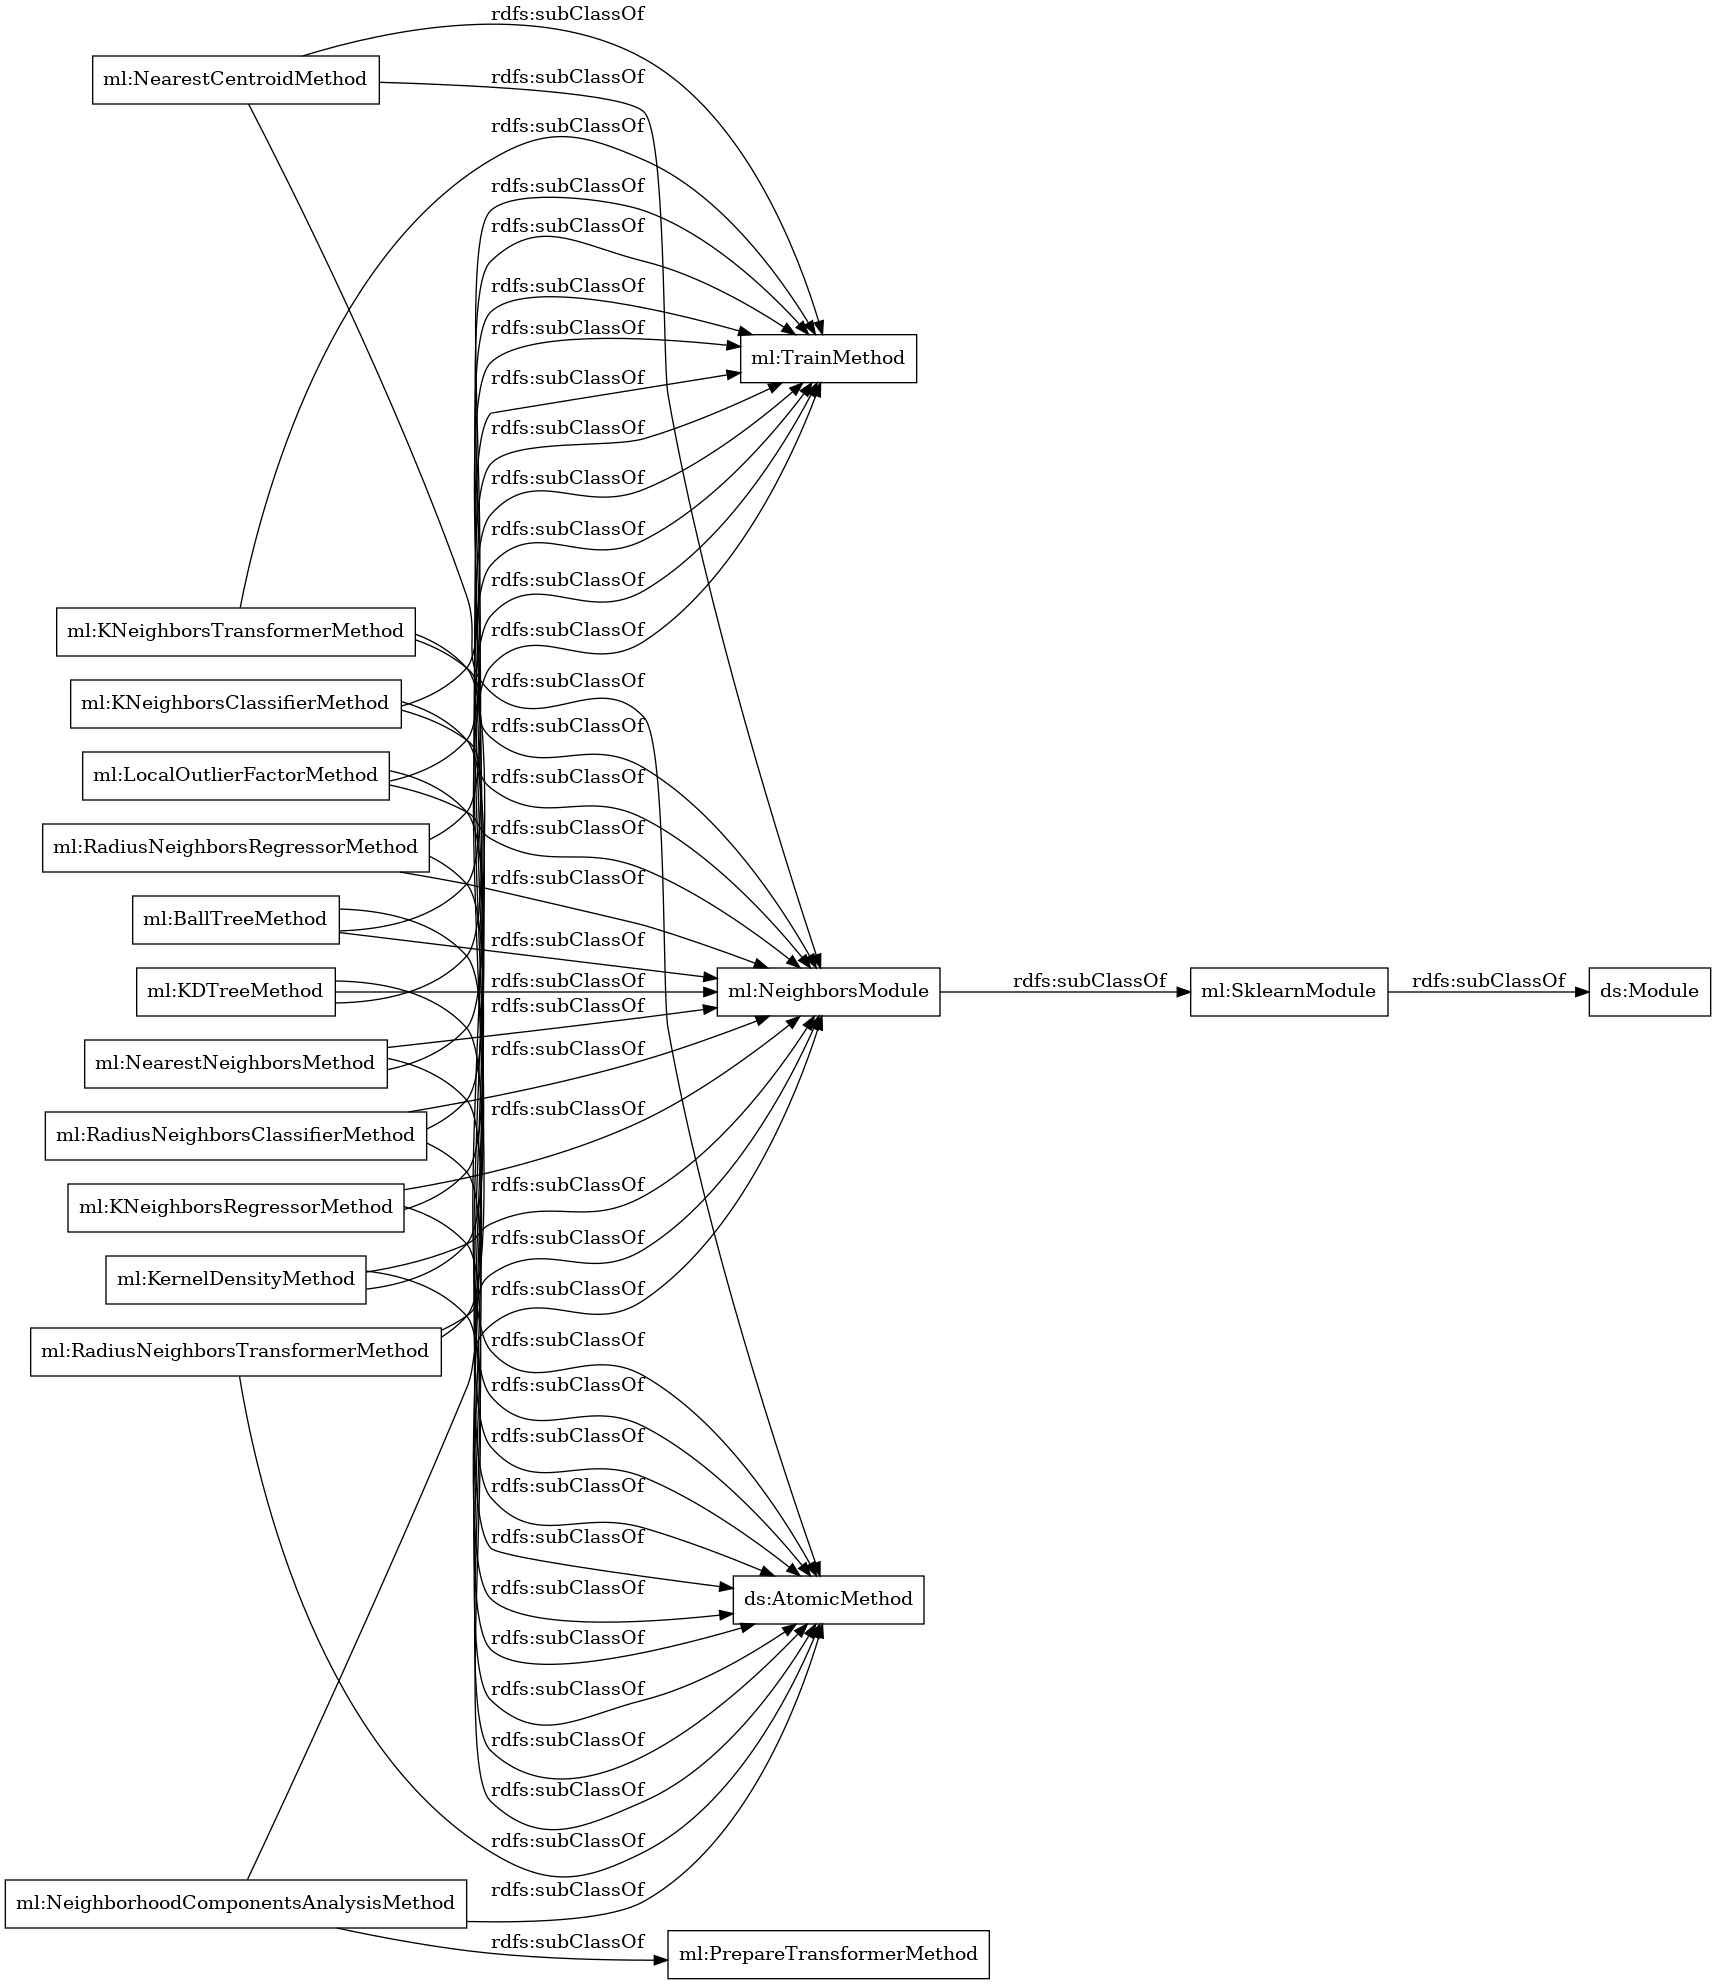 rdfs:subClassOf
ml:NearestCentroidMethod
rdfs:subClassOf
rdfs:subClassOf
rdfs:subClassOf
rdfs:subClassOf
rdfs:subClassOf
rdfs:subClassOf
ml:TrainMethod
rdfs:subClassOf
rdfs:subClassOf
rdfs:subClassOf
rdfs:subClassOf
rdfs:subClassOf
ml:KNeighborsTransformerMethod
rdfs:subClassOf
rdfs:subClassOf
ml:KNeighborsClassifierMethod
rdfs:subClassOf
ml:LocalOutlierFactorMethod
rdfs:subClassOf
rdfs:subClassOf
ml:RadiusNeighborsRegressorMethod
rdfs:subClassOf
ml:BallTreeMethod
rdfs:subClassOf
ml:KDTreeMethod
rdfs:subClassOf
ml:NeighborsModule
rdfs:subClassOf
ml:SklearnModule
rdfs:subClassOf
ds:Module
rdfs:subClassOf
ml:NearestNeighborsMethod
rdfs:subClassOf
rdfs:subClassOf
ml:RadiusNeighborsClassifierMethod
rdfs:subClassOf
ml:KNeighborsRegressorMethod
rdfs:subClassOf
ml:KernelDensityMethod
rdfs:subClassOf
rdfs:subClassOf
ml:RadiusNeighborsTransformerMethod
rdfs:subClassOf
rdfs:subClassOf
rdfs:subClassOf
rdfs:subClassOf
rdfs:subClassOf
ds:AtomicMethod
rdfs:subClassOf
rdfs:subClassOf
rdfs:subClassOf
rdfs:subClassOf
rdfs:subClassOf
rdfs:subClassOf
ml:NeighborhoodComponentsAnalysisMethod
rdfs:subClassOf
ml:PrepareTransformerMethod